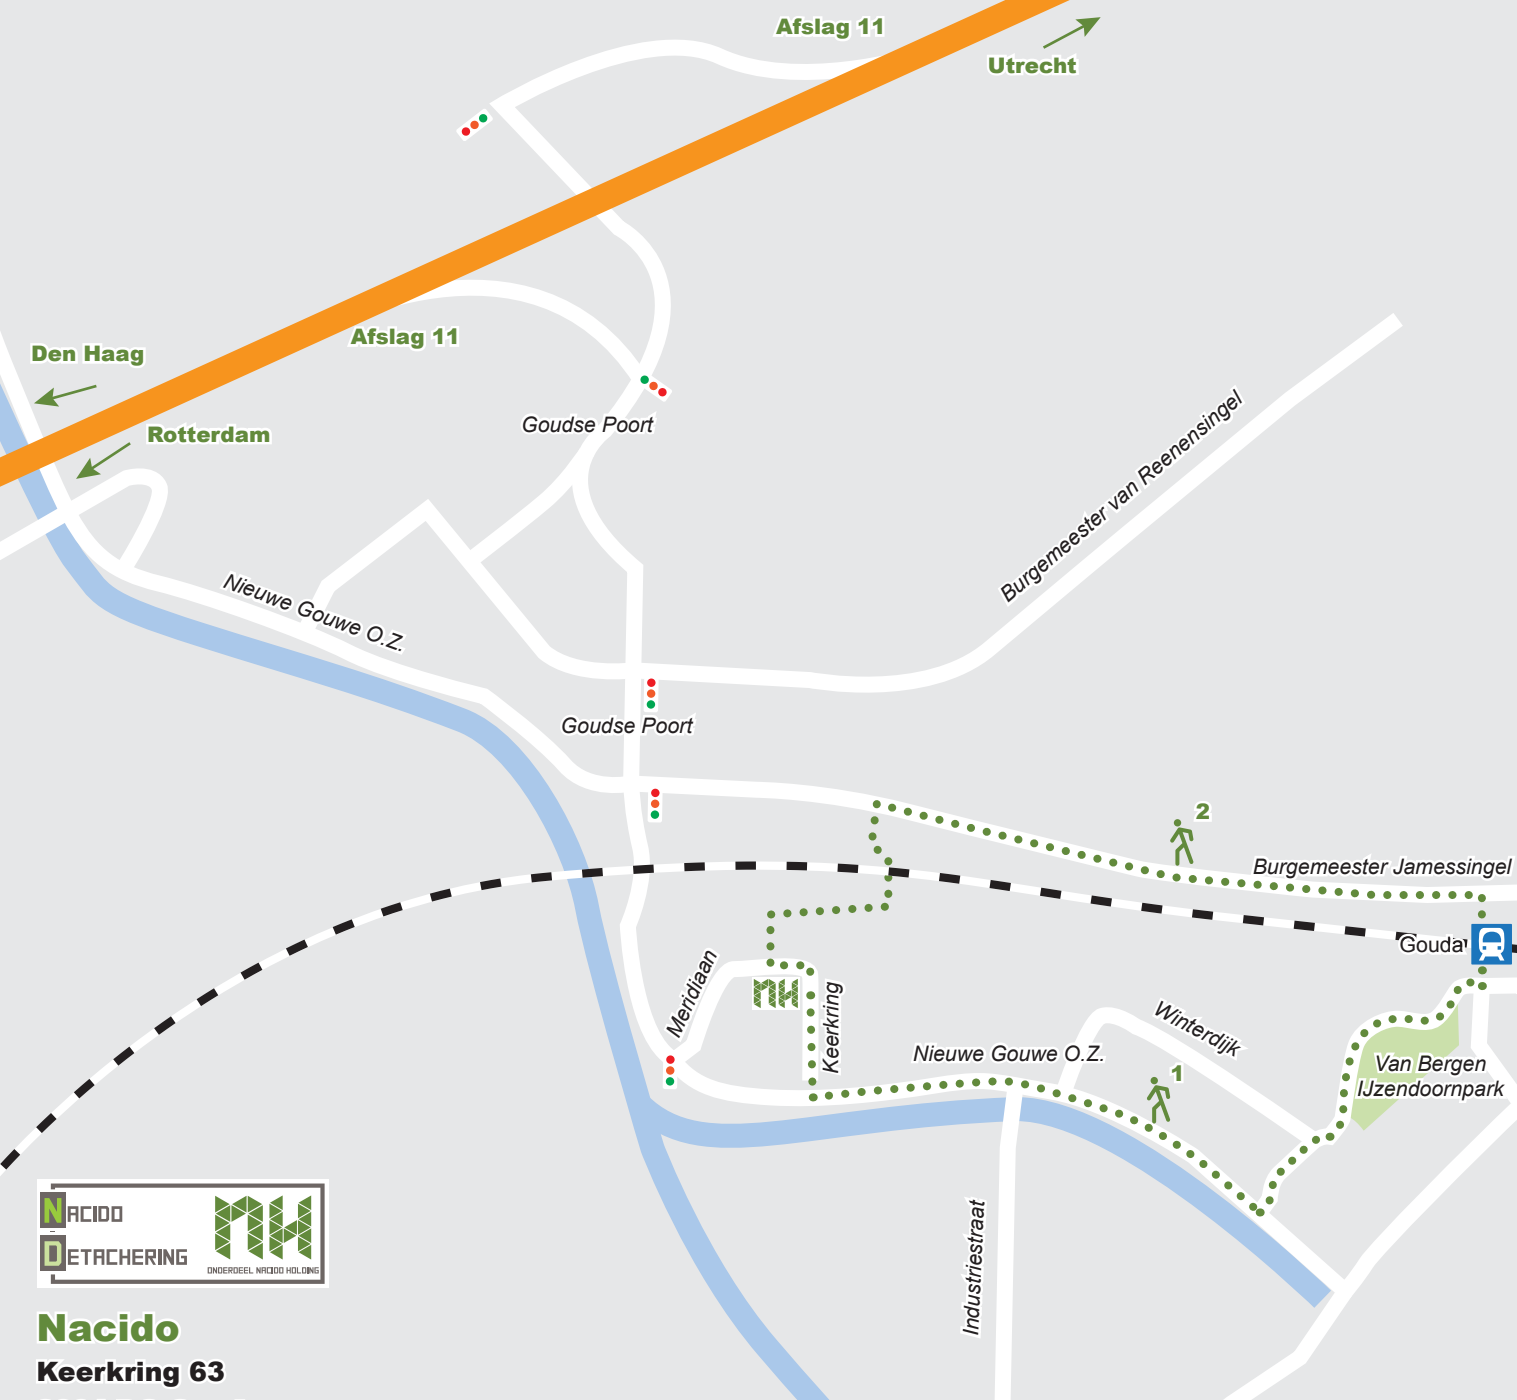 Afslag 11
Utrecht
Afslag 11
Den Haag
Rotterdam
Goudse Poort
Burgemeester van Reenensingel
Nieuwe Gouwe O.Z.
Goudse Poort
2
Burgemeester Jamessingel
Gouda
Meridiaan
NH
Keerkring
Winterdijk
Nieuwe Gouwe O.Z.
1
Van Bergen
IJzendoornpark
Industriestraat
NACIDO
DETACHERING
NH
ONDERDEEL NACIDO HOLDING
Nacido
Keerkring 63